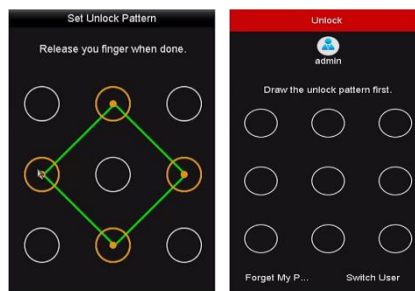 Set Unlock Pattern
Release you finger when done.
Unlock
admin
Draw the unlock pattern first.
Forget My P...
Switch User